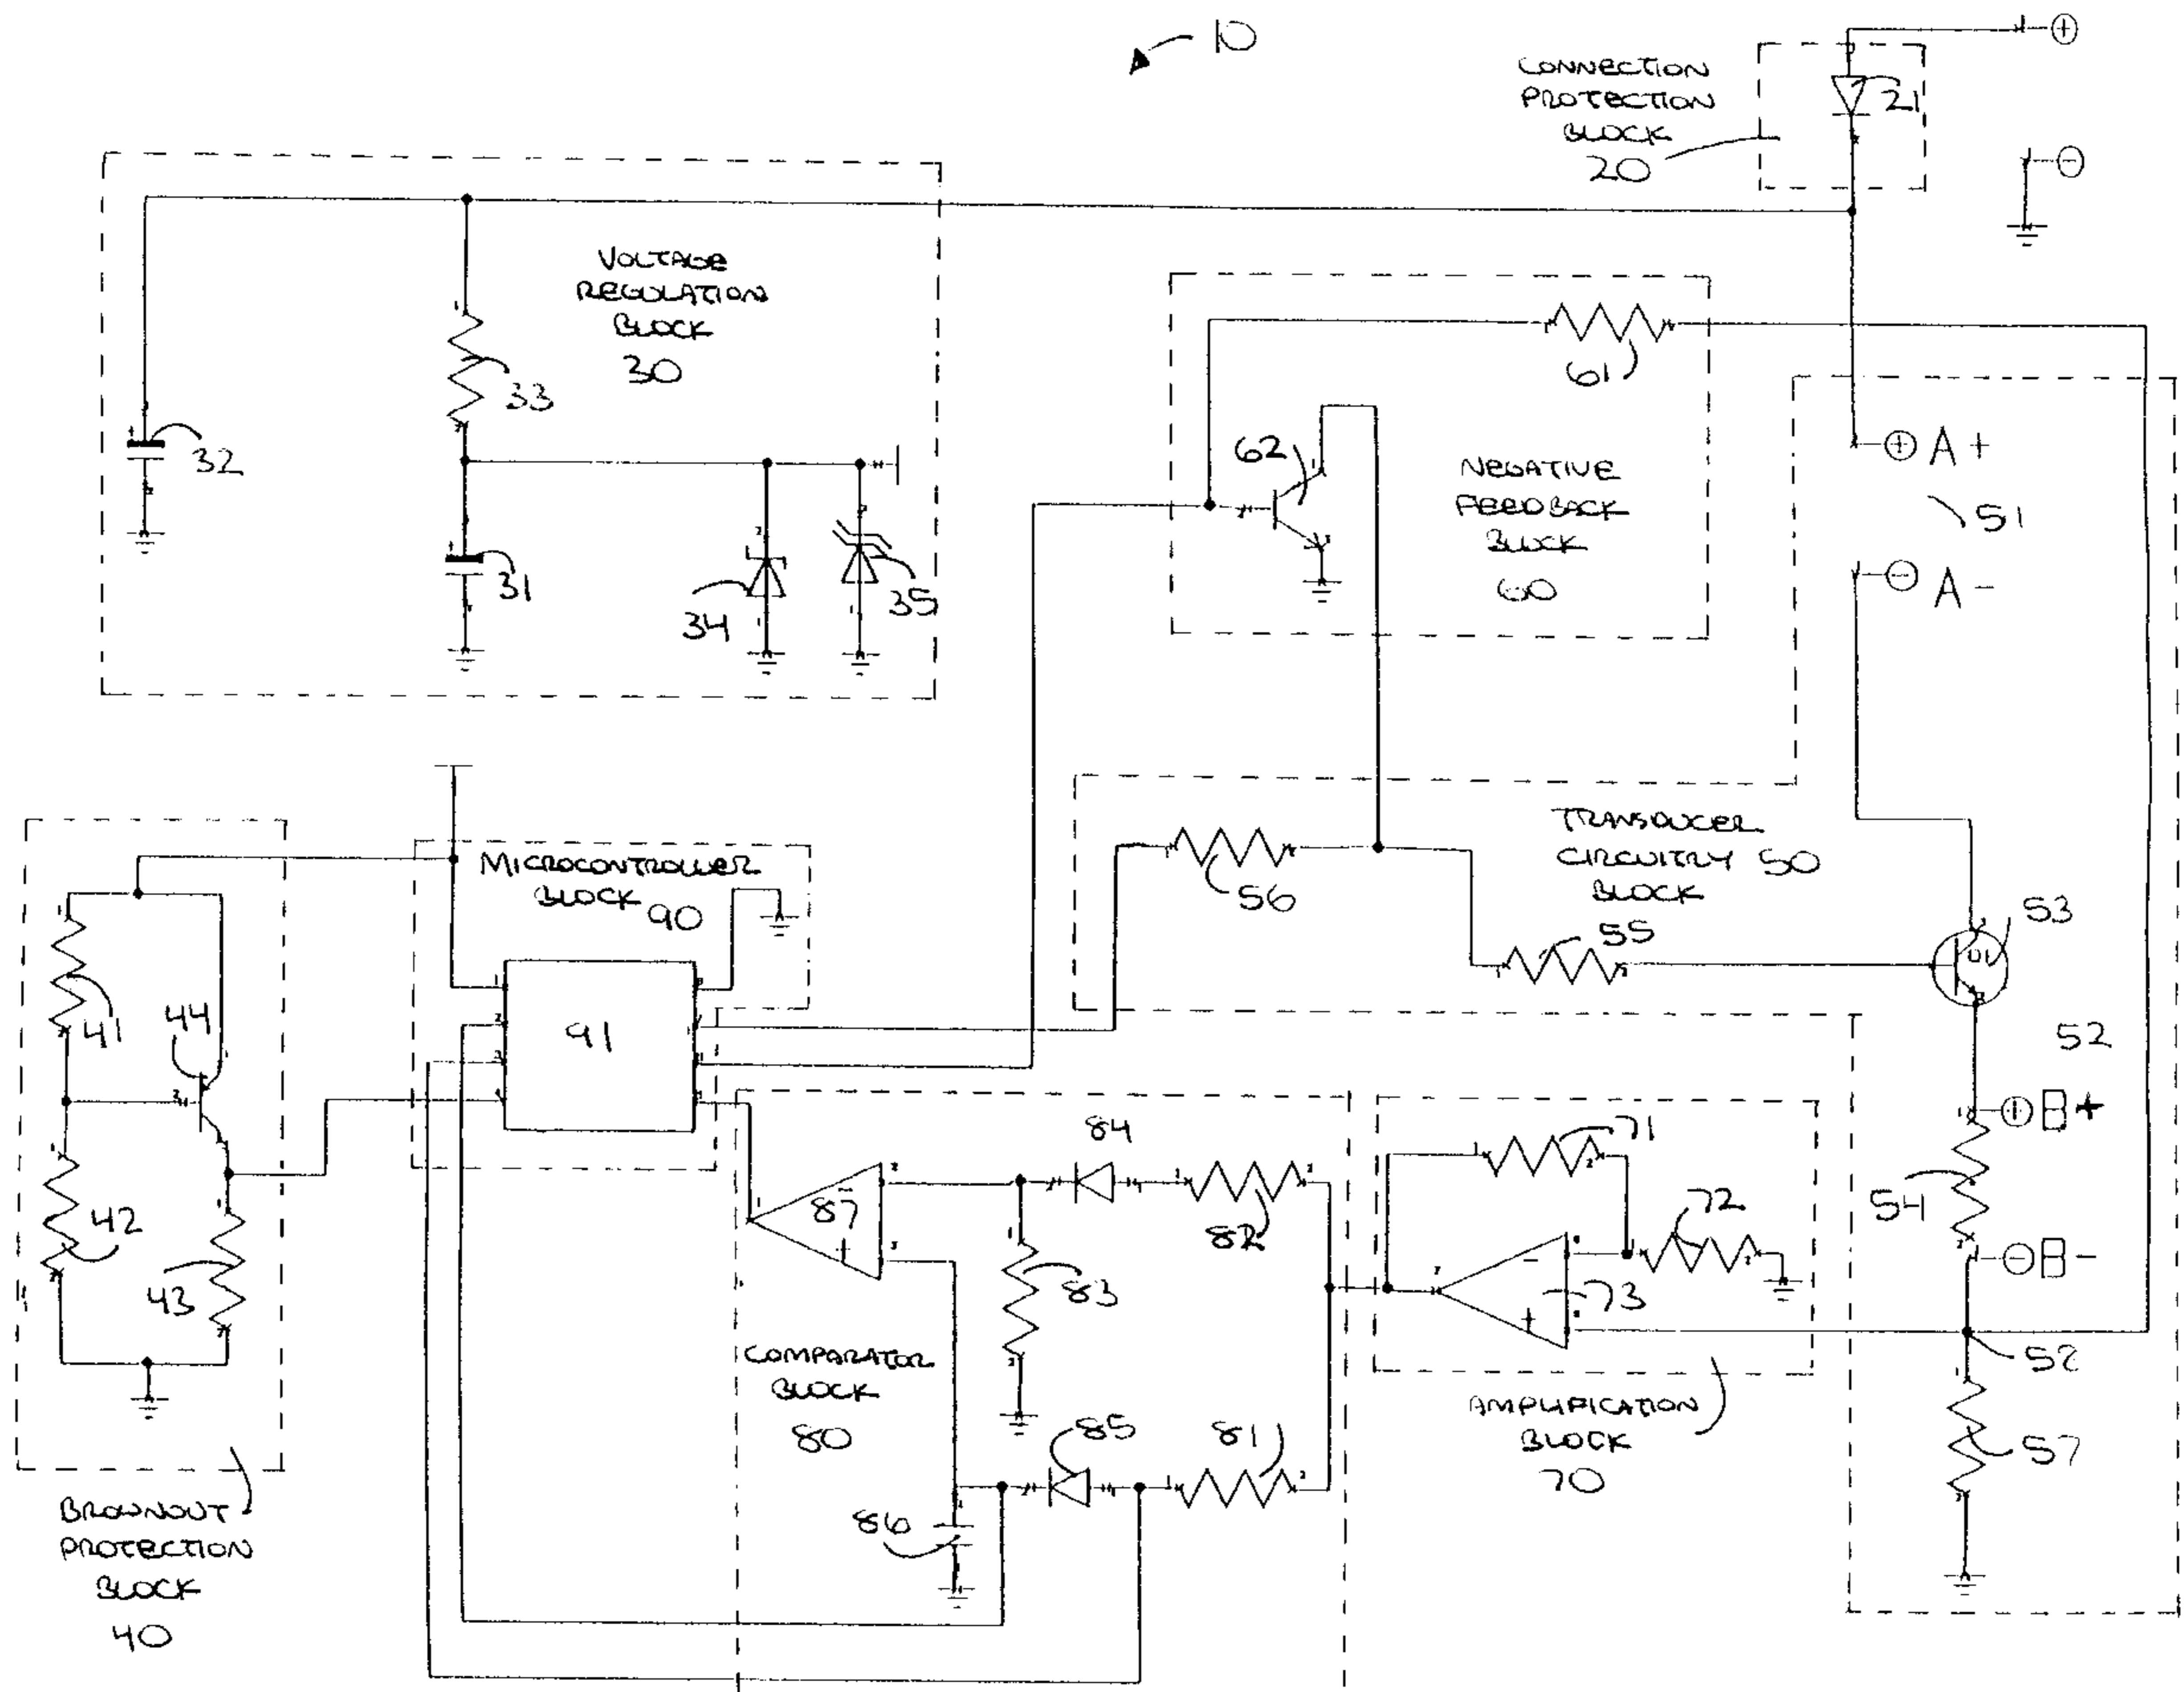 10
CONNECTION
PROTECTION
BLOCK
20
21
+
-
VOLTAGE
REGULATION
BLOCK
30
33
32
31
34
35
61
62
NEGATIVE
FEEDBACK
BLOCK
60
+ A +
51
- A -
TRANSDUCER
CIRCUITRY 50
BLOCK
56
55
53
U1
52
+ B +
54
- B -
52
57
MICROCONTROLLER
BLOCK 90
91
41
44
42
43
BROWNOUT
PROTECTION
BLOCK
40
84
82
87
-
+
83
COMPARATOR
BLOCK
80
85
81
86
71
72
-
+
73
AMPLIFICATION
BLOCK
70